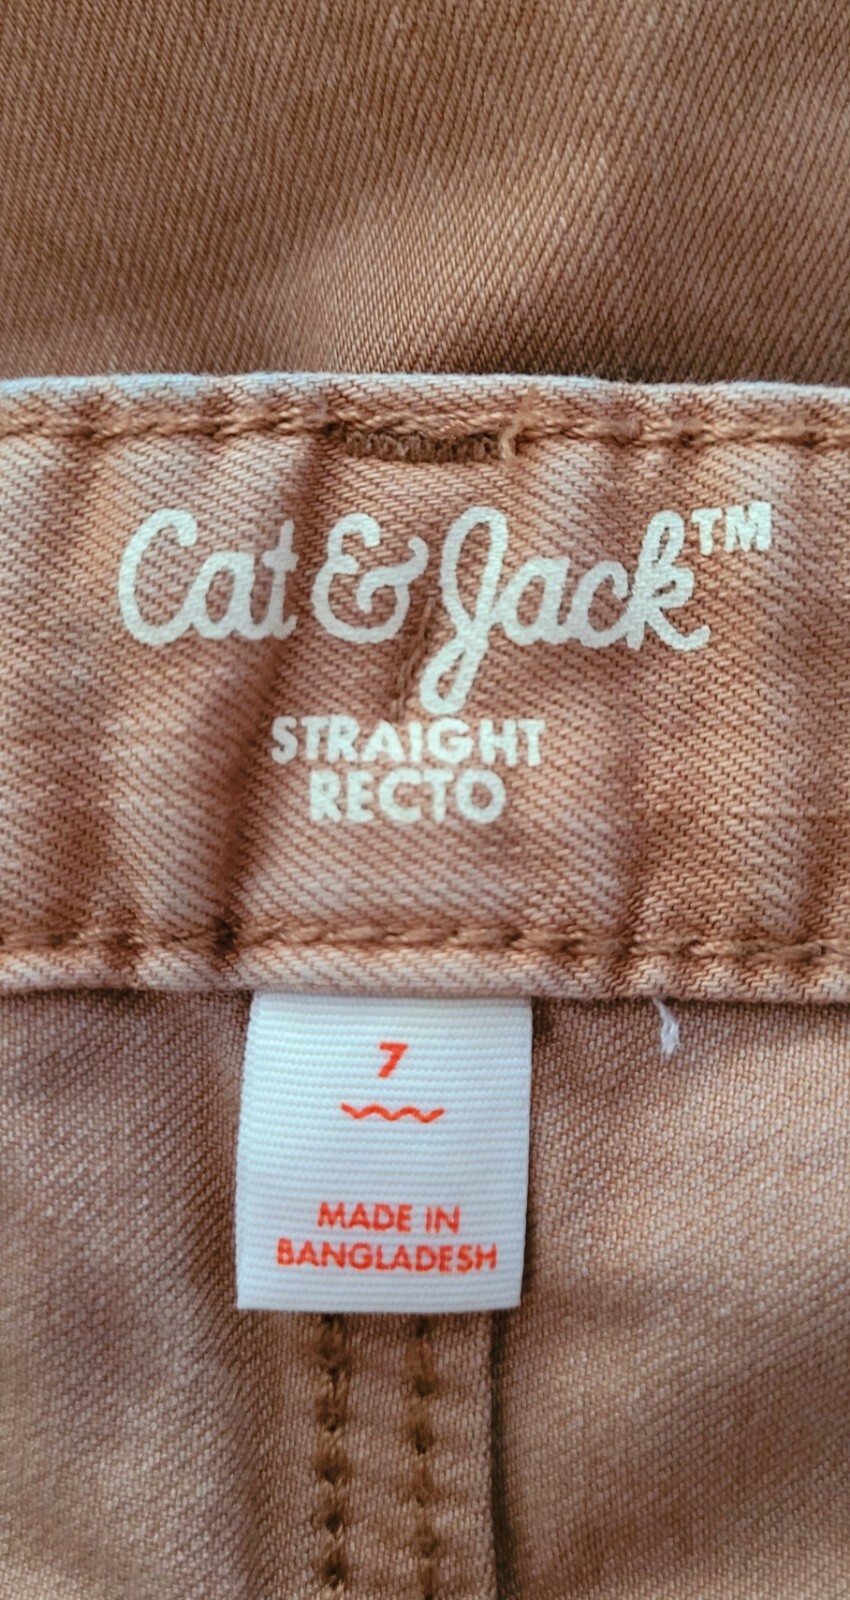 Cat & Jack™
STRAIGHT
RECTO
7
MADE IN
BANGLADESH